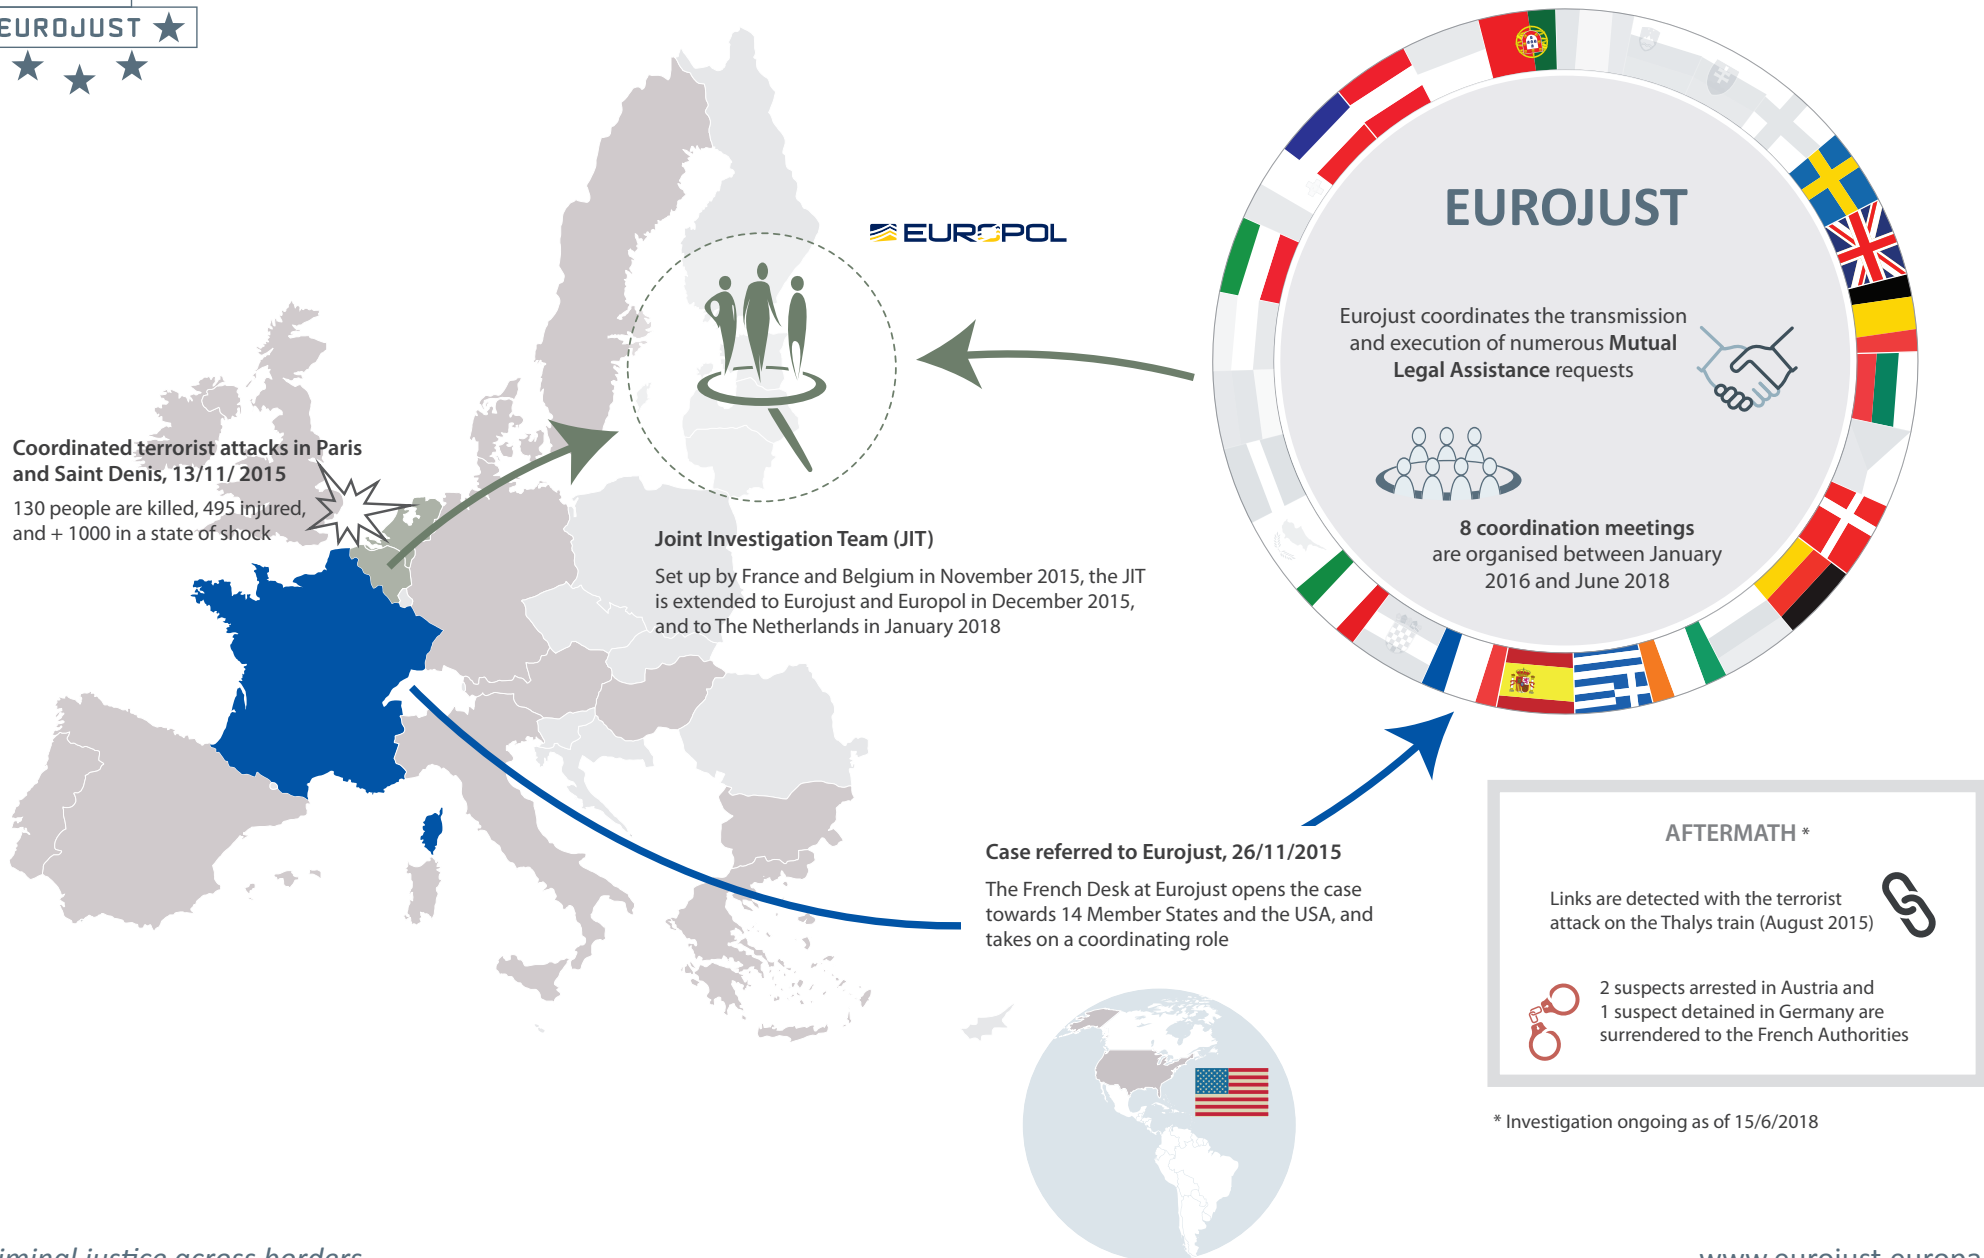 EUROJUST
EUROPOL
EUROJUST
Eurojust coordinates the transmission
and execution of numerous Mutual
Legal Assistance requests
8 coordination meetings
are organised between January
2016 and June 2018
Coordinated terrorist attacks in Paris
and Saint Denis, 13/11/ 2015
130 people are killed, 495 injured,
and + 1000 in a state of shock
Joint Investigation Team (JIT)
Set up by France and Belgium in November 2015, the JIT
is extended to Eurojust and Europol in December 2015,
and to The Netherlands in January 2018
Case referred to Eurojust, 26/11/2015
The French Desk at Eurojust opens the case
towards 14 Member States and the USA, and
takes on a coordinating role
AFTERMATH *
Links are detected with the terrorist
attack on the Thalys train (August 2015)
2 suspects arrested in Austria and
1 suspect detained in Germany are
surrendered to the French Authorities
* Investigation ongoing as of 15/6/2018
iminal justice across borders
www.eurojust.europa